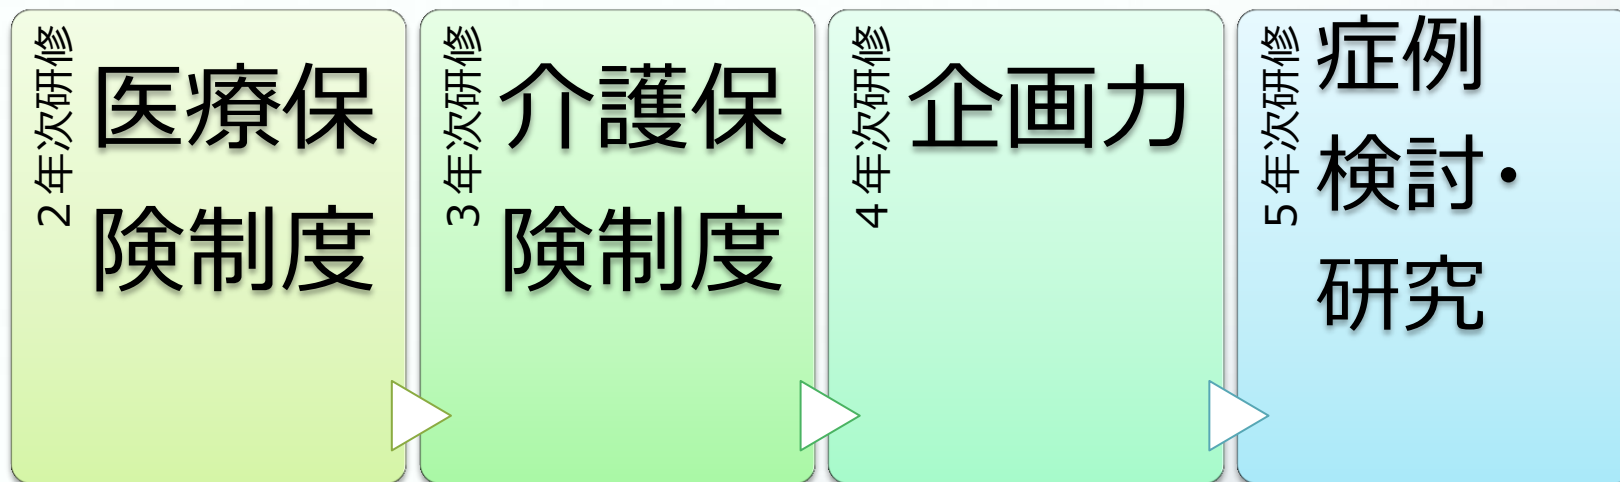 2年次研修
医療保
険制度
3年次研修
介護保
険制度
4年次研修
企画力
5年次研修
症例
検討・
研究